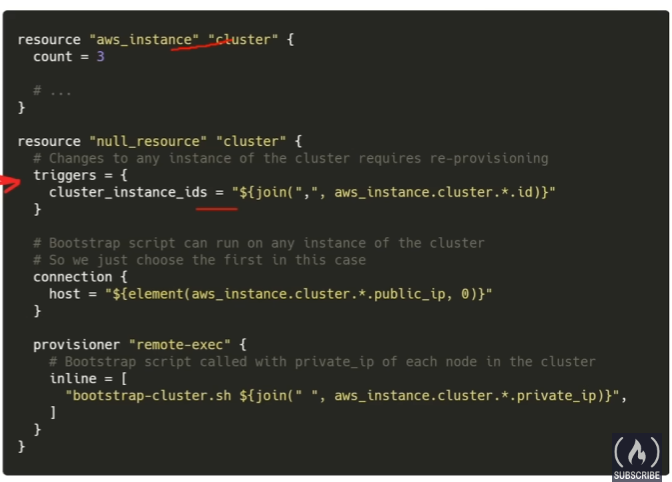 resource "aws_instance" "cluster" {
  count = 3

  # ...
}

resource "null_resource" "cluster" {
  # Changes to any instance of the cluster requires re-provisioning
  triggers = {
    cluster_instance_ids = "${join(",", aws_instance.cluster.*.id)}"
  }

  # Bootstrap script can run on any instance of the cluster
  # So we just choose the first in this case
  connection {
    host = "${element(aws_instance.cluster.*.public_ip, 0)}"
  }

  provisioner "remote-exec" {
    # Bootstrap script called with private_ip of each node in the cluster
    inline = [
      "bootstrap-cluster.sh ${join(" ", aws_instance.cluster.*.private_ip)}",
    ]
  }
}
SUBSCRIBE